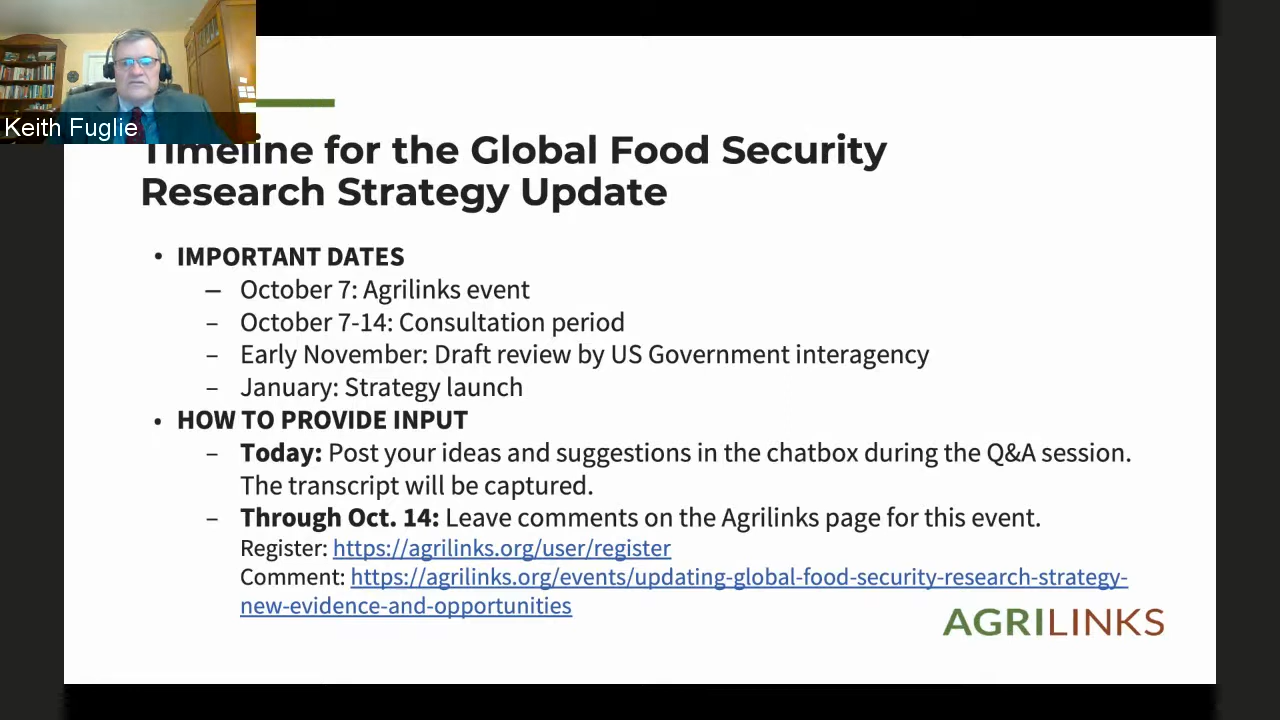 Keith Fuglie
Timeline for the Global Food Security
Research Strategy Update
• IMPORTANT DATES
– October 7: Agrilinks event
– October 7-14: Consultation period
– Early November: Draft review by US Government interagency
– January: Strategy launch
• HOW TO PROVIDE INPUT
– Today: Post your ideas and suggestions in the chatbox during the Q&A session.
The transcript will be captured.
– Through Oct. 14: Leave comments on the Agrilinks page for this event.
Register: https://agrilinks.org/user/register
Comment: https://agrilinks.org/events/updating-global-food-security-research-strategy-
new-evidence-and-opportunities
AGRILINKS